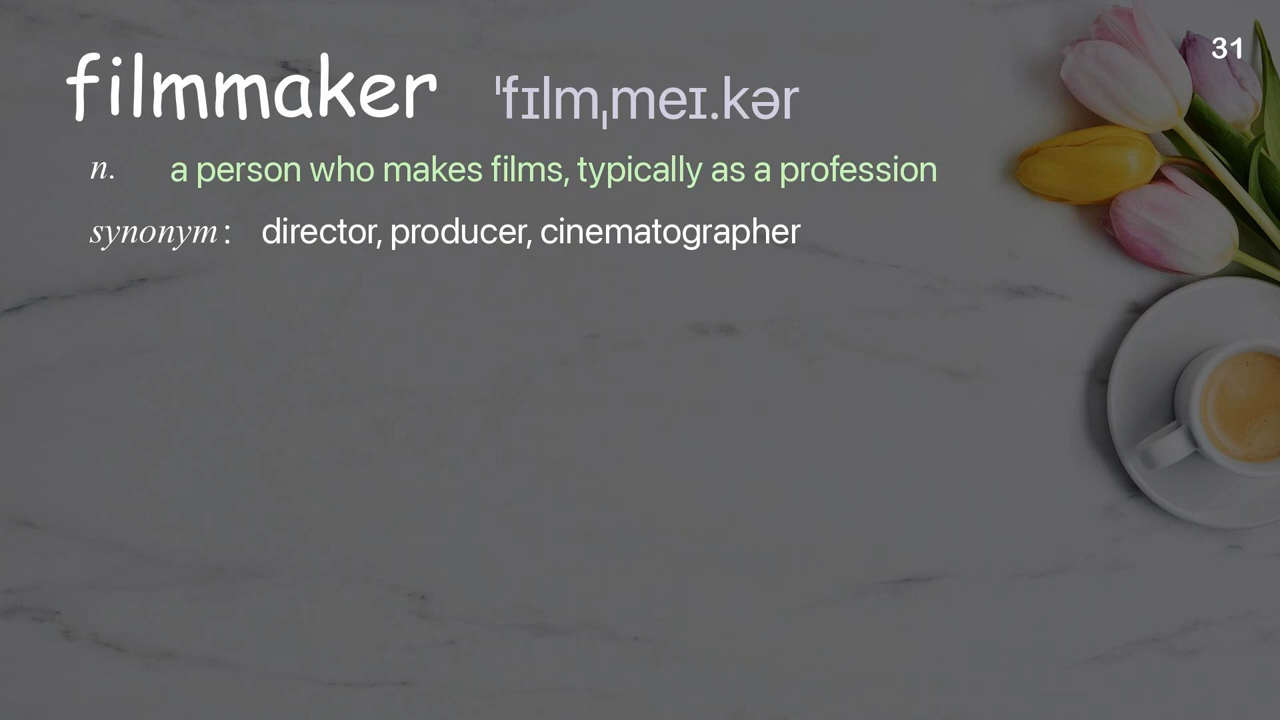 31
filmmaker ˈfɪlmˌmeɪ.kər
n. a person who makes films, typically as a profession
synonym: director, producer, cinematographer